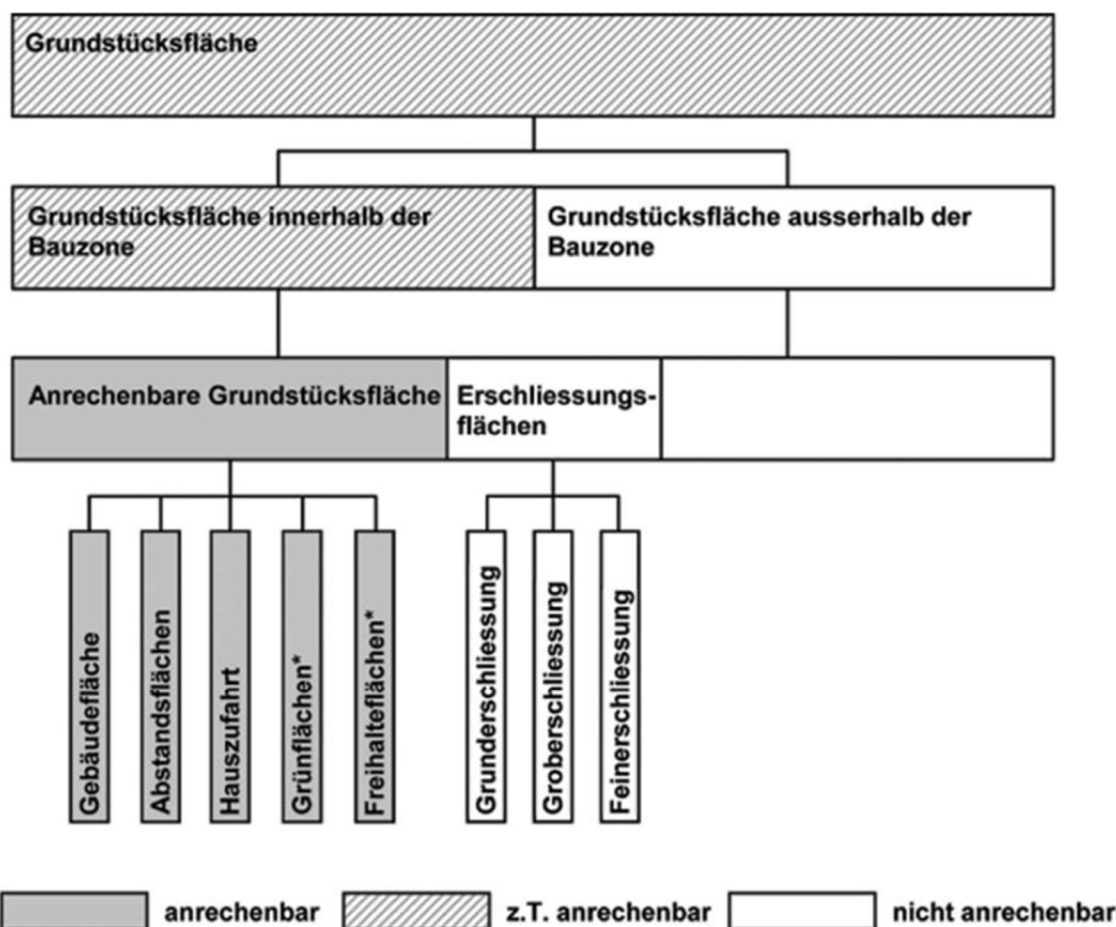 Grundstücksfläche
Grundstücksfläche innerhalb der
Bauzone
Grundstücksfläche ausserhalb der
Bauzone
Anrechenbare Grundstücksfläche
Erschliessungs-
flächen
Gebäudefläche
Abstandsflächen
Hauszufahrt
Grünflächen*
Freihalteflächen*
Grunderschliessung
Groberschliessung
Feinerschliessung
anrechenbar
z.T. anrechenbar
nicht anrechenbar